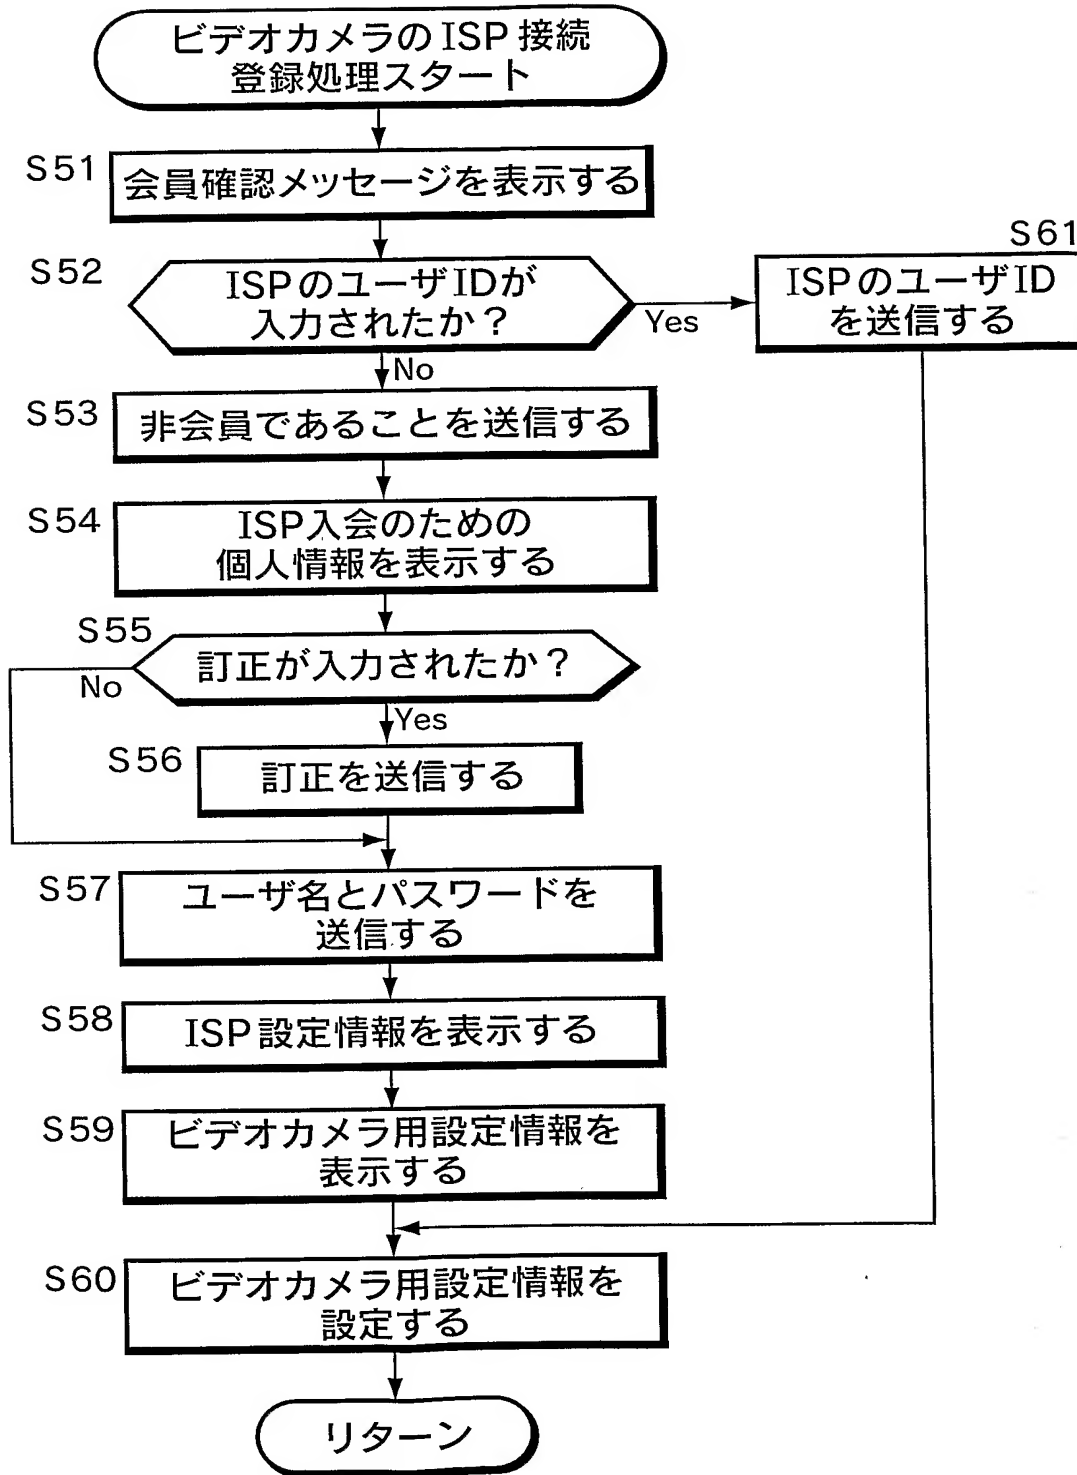 ビデオカメラのISP接続
登録処理スタート
S51
会員確認メッセージを表示する
S52
ISPのユーザIDが
入力されたか？
Yes
S61
ISPのユーザID
を送信する
No
S53
非会員であることを送信する
S54
ISP入会のための
個人情報を表示する
S55
訂正が入力されたか？
No
Yes
S56
訂正を送信する
S57
ユーザ名とパスワードを
送信する
S58
ISP設定情報を表示する
S59
ビデオカメラ用設定情報を
表示する
S60
ビデオカメラ用設定情報を
設定する
リターン